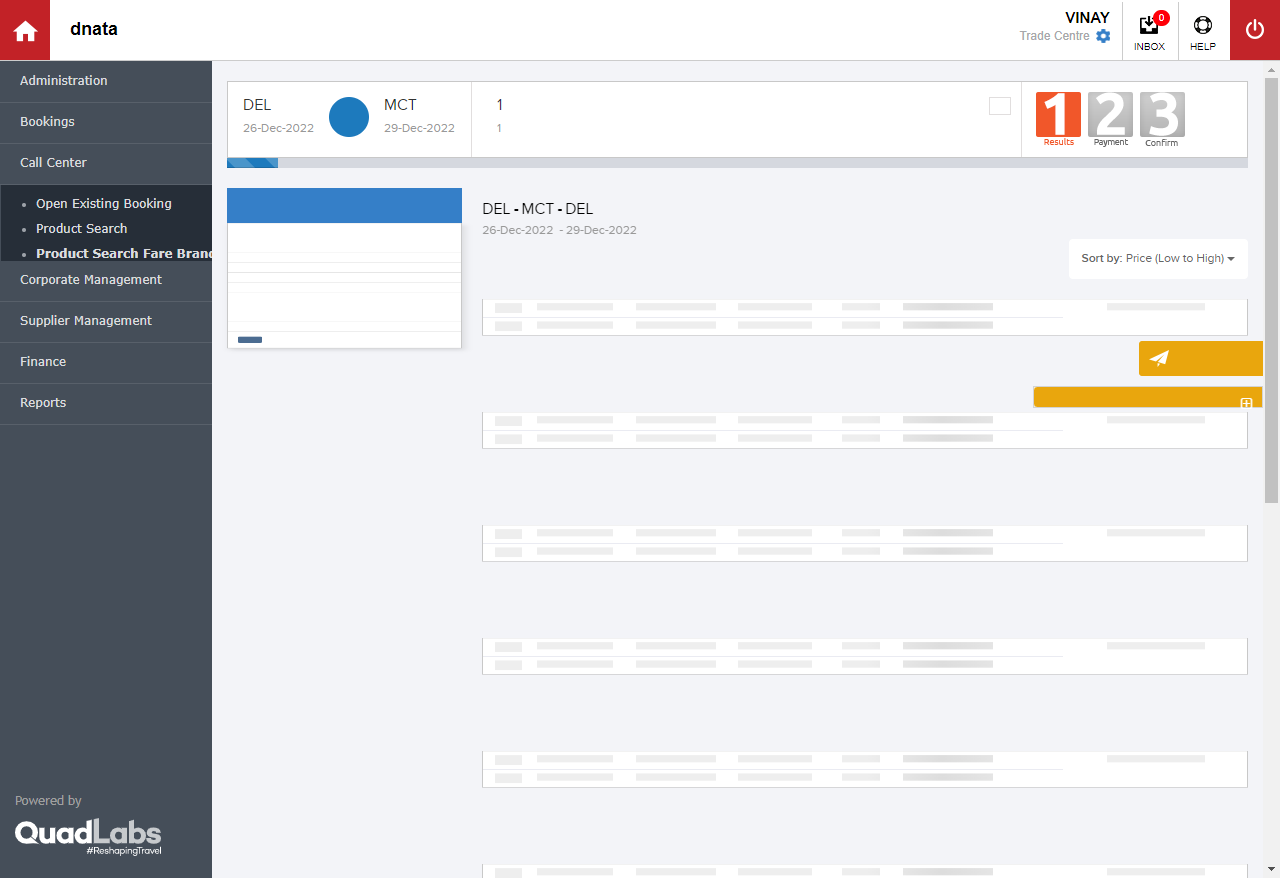 dnata
VINAY
Trade Centre
0
INBOX
HELP
Administration
Bookings
Call Center
Open Existing Booking
Product Search
Product Search Fare Bran
Corporate Management
Supplier Management
Finance
Reports
Powered by
QuadLabs
#ReshapingTravel
DEL
26-Dec-2022
MCT
29-Dec-2022
1
1
1 Results
2 Payment
3 Confirm
DEL - MCT - DEL
26-Dec-2022 - 29-Dec-2022
Sort by: Price (Low to High)